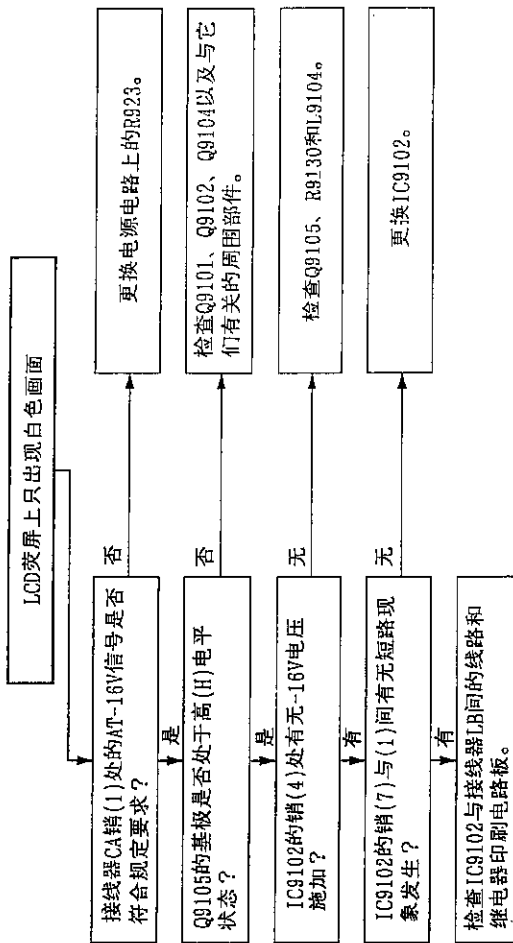 LCD荧屏上只出现白色画面
接线器CA销(1)处的AT-16V信号是否
符合规定要求？
否
更换电源电路上的R923。
是
Q9105的基极是否处于高(H)电平
状态？
否
检查Q9101、Q9102、Q9104以及与它
们有关的周围部件。
是
IC9102的销(4)处有无-16V电压
施加？
无
检查Q9105、R9130和L9104。
有
IC9102的销(7)与(1)间有无短路现
象发生？
无
更换IC9102。
有
检查IC9102与接线器LB间的线路和
继电器印刷电路板。